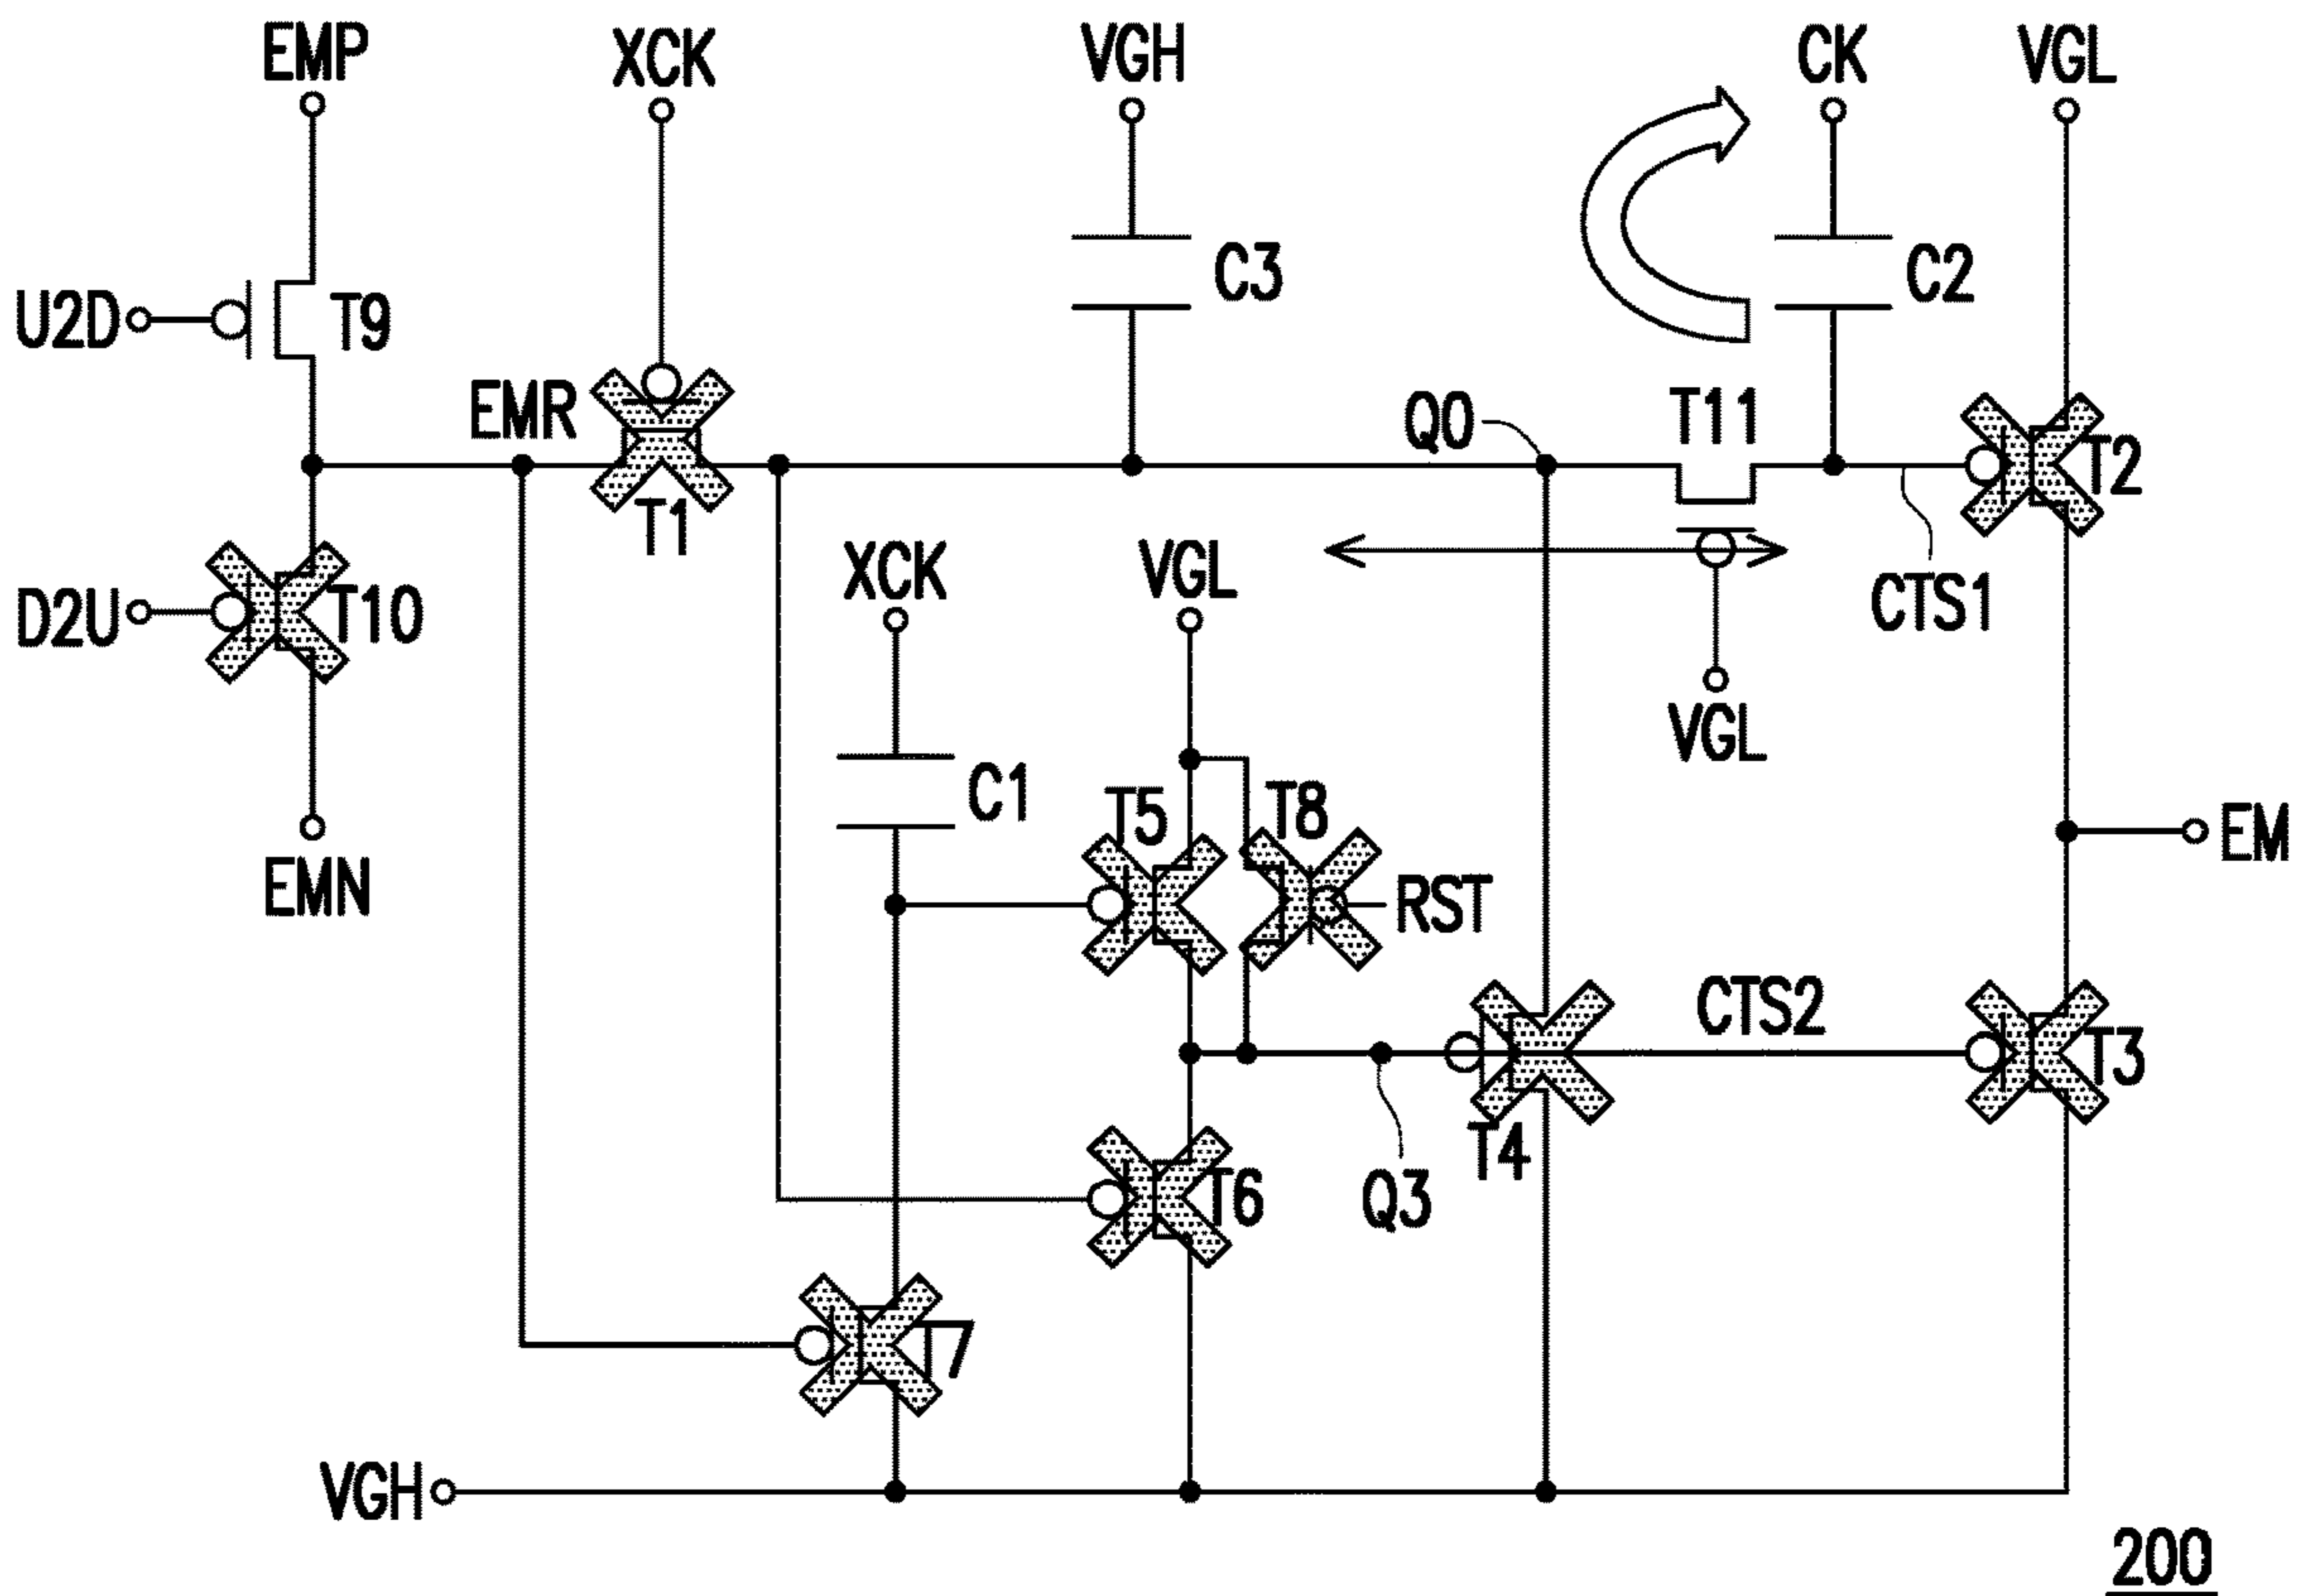 EMP
XCK
VGH
CK
VGL
U2D
T9
C3
C2
EMR
T1
Q0
T11
T2
D2U
T10
XCK
VGL
CTS1
VGL
EMN
C1
T5
T8
RST
EM
CTS2
T3
T4
T6
Q3
T7
VGH
200